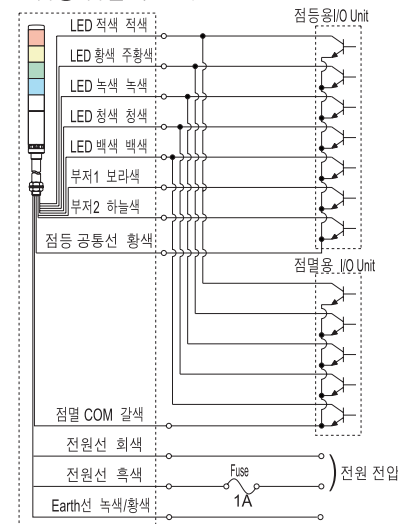 점등용I/O Unit
LED 적색 적색
LED 황색 주황색
LED 녹색 녹색
LED 청색 청색
LED 백색 백색
부저1 보라색
부저2 하늘색
점등 공통선 황색
점멸용 I/O Unit
점멸 COM 갈색
전원선 회색
전원선 흑색
Fuse
1A
전원 전압
Earth선 녹색/황색